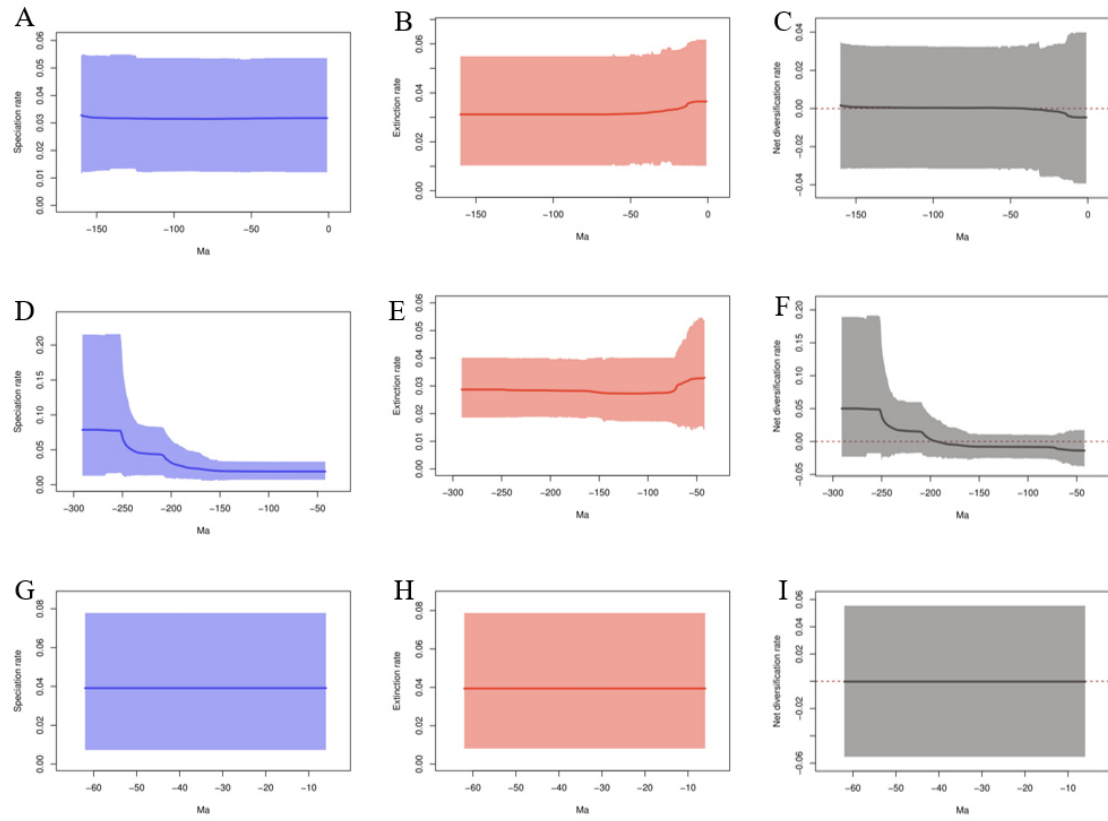 A
B
C
Speciation rate
0.00 0.01 0.02 0.03 0.04 0.05 0.06
−150 −100 −50 0
Ma
Extinction rate
0.00 0.02 0.04 0.06
−150 −100 −50 0
Ma
Net diversification rate
−0.04 −0.02 0.00 0.02 0.04
−150 −100 −50 0
Ma
D
E
F
Speciation rate
0.00 0.05 0.10 0.15 0.20
−300 −250 −200 −150 −100 −50
Ma
Extinction rate
0.00 0.01 0.02 0.03 0.04 0.05 0.06
−300 −250 −200 −150 −100 −50
Ma
Net diversification rate
−0.05 0.00 0.05 0.10 0.15 0.20
−300 −250 −200 −150 −100 −50
Ma
G
H
I
Speciation rate
0.00 0.02 0.04 0.06 0.08
−60 −50 −40 −30 −20 −10
Ma
Extinction rate
0.00 0.02 0.04 0.06 0.08
−60 −50 −40 −30 −20 −10
Ma
Net diversification rate
−0.06 −0.02 0.02 0.06
−60 −50 −40 −30 −20 −10
Ma